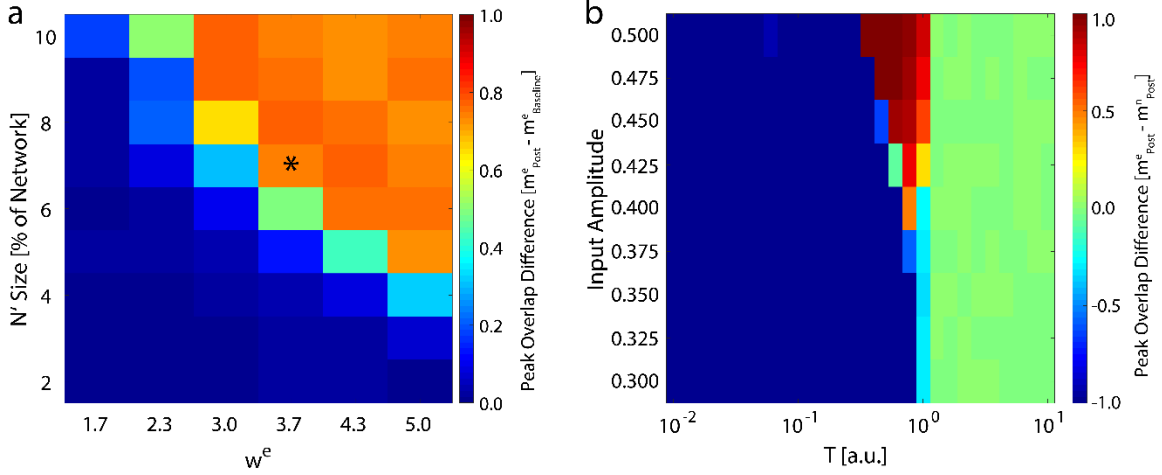 a
N' Size [% of Network]
10
8
6
4
2
*
1.7 2.3 3.0 3.7 4.3 5.0
w^e
1.0
0.8
0.6
0.4
0.2
0.0
Peak Overlap Difference [m^e_Post - m^e_Baseline]
b
Input Amplitude
0.500
0.475
0.450
0.425
0.400
0.375
0.350
0.325
0.300
10^-2 10^-1 10^0 10^1
T [a.u.]
1.0
0.5
0.0
-0.5
-1.0
Peak Overlap Difference [m^e_Post - m^n_Post]